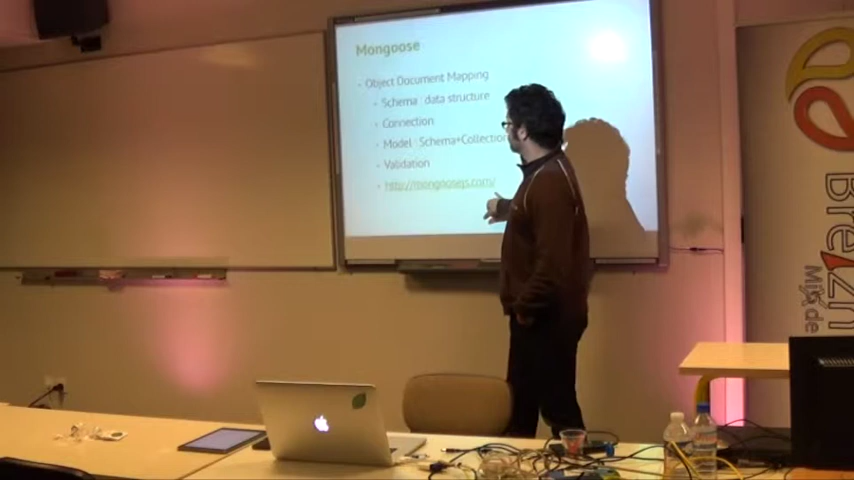 Mongoose
Object Document Mapping
Schema : data structure
Connection
Model : Schema+Collection
Validation
http://mongoosejs.com/